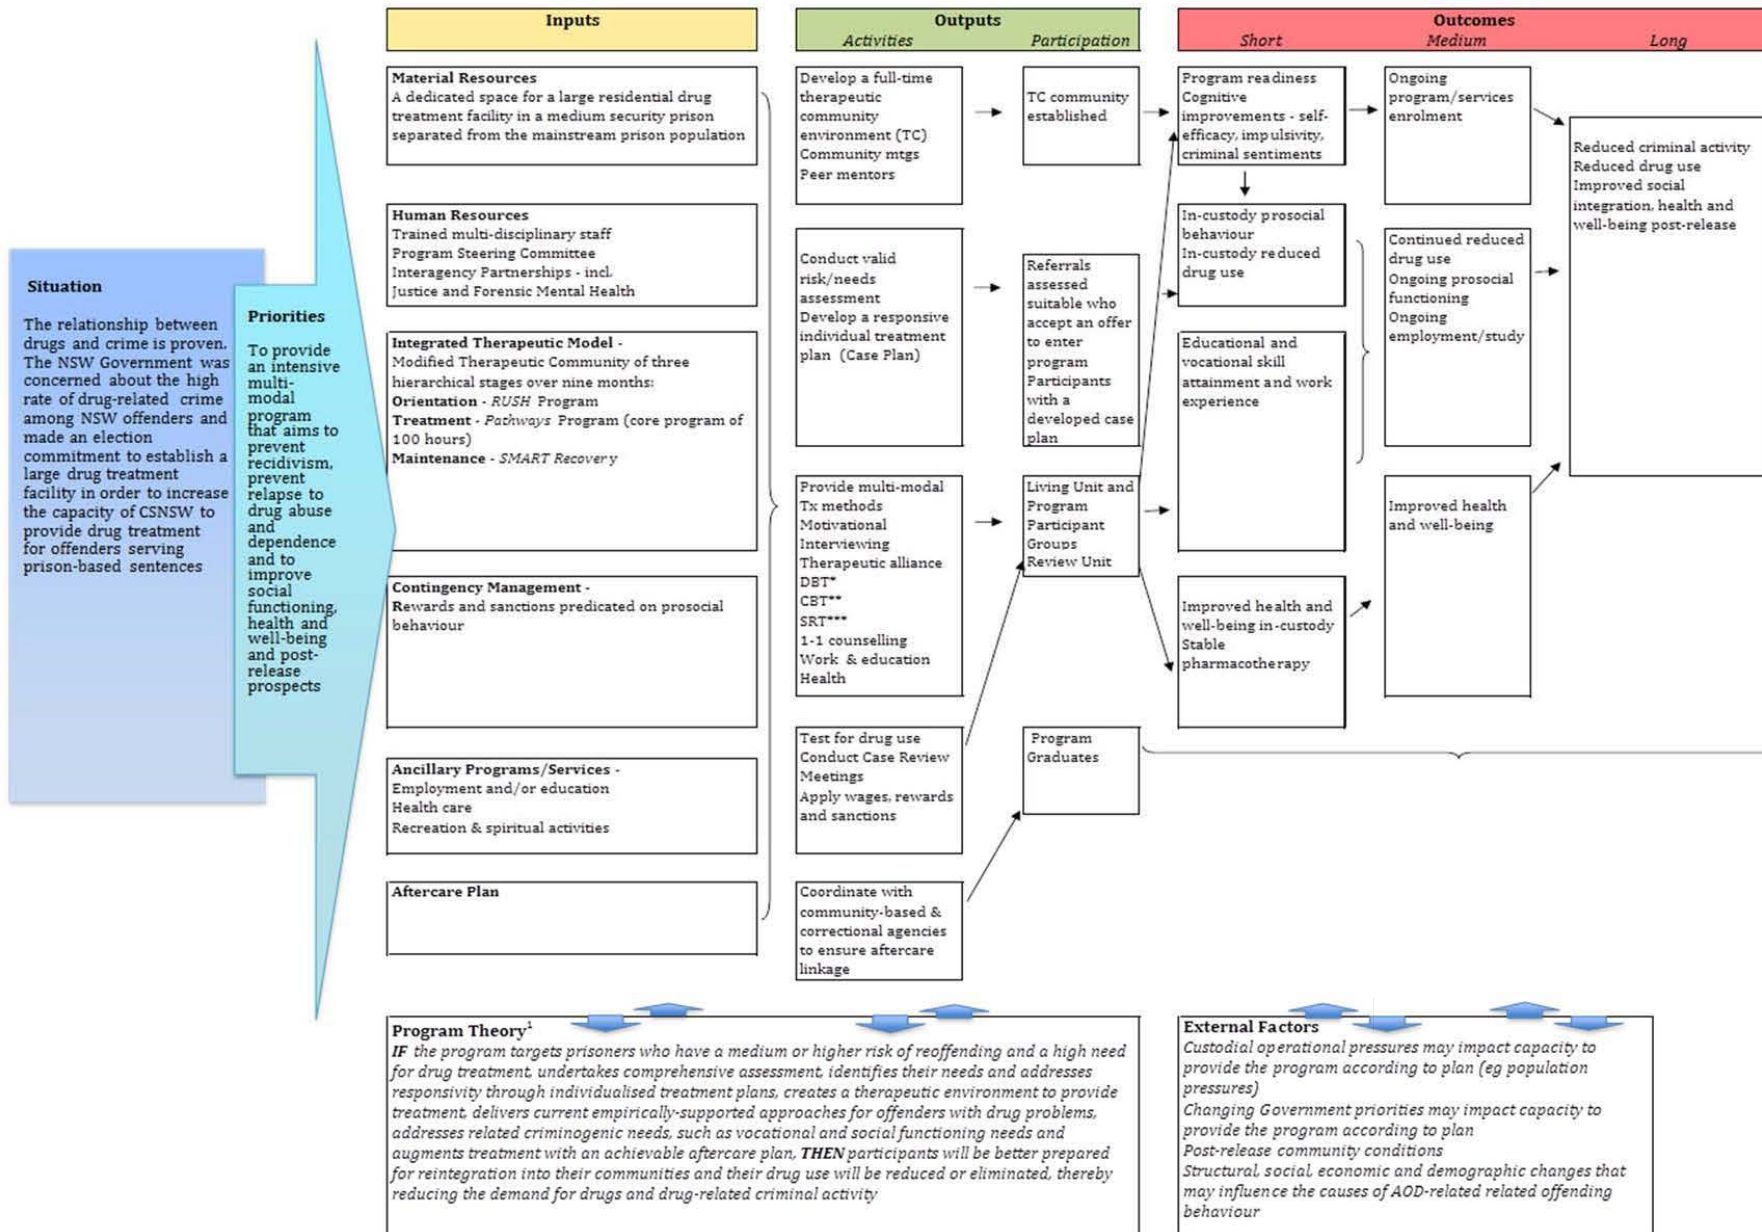 Situation
The relationship between
drugs and crime is proven.
The NSW Government was
concerned about the high
rate of drug-related crime
among NSW offenders and
made an election
commitment to establish a
large drug treatment
facility in order to increase
the capacity of CSNSW to
provide drug treatment
for offenders serving
prison-based sentences
Priorities
To provide
an intensive
multi-
modal
program
that aims to
prevent
recidivism,
prevent
relapse to
drug abuse
and
dependence
and to
improve
social
functioning,
health and
well-being
and post-
release
prospects
Inputs
Material Resources
A dedicated space for a large residential drug
treatment facility in a medium security prison
separated from the mainstream prison population
Human Resources
Trained multi-disciplinary staff
Program Steering Committee
Interagency Partnerships - incl.
Justice and Forensic Mental Health
Integrated Therapeutic Model -
Modified Therapeutic Community of three
hierarchical stages over nine months:
Orientation - RUSH Program
Treatment - Pathways Program (core program of
100 hours)
Maintenance - SMART Recovery
Contingency Management -
Rewards and sanctions predicated on prosocial
behaviour
Ancillary Programs/Services -
Employment and/or education
Health care
Recreation & spiritual activities
Aftercare Plan
Outputs
Activities
Participation
Develop a full-time
therapeutic
community
environment (TC)
Community mtgs
Peer mentors
Conduct valid
risk/needs
assessment
Develop a responsive
individual treatment
plan (Case Plan)
Provide multi-modal
Tx methods
Motivational
Interviewing
Therapeutic alliance
DBT*
CBT**
SRT***
1-1 counselling
Work & education
Health
Test for drug use
Conduct Case Review
Meetings
Apply wages, rewards
and sanctions
Coordinate with
community-based &
correctional agencies
to ensure aftercare
linkage
TC community
established
Referrals
assessed
suitable who
accept an offer
to enter
program
Participants
with a
developed case
plan
Living Unit and
Program
Participant
Groups
Review Unit
Program
Graduates
Outcomes
Short
Medium
Long
Program readiness
Cognitive
improvements - self-
efficacy, impulsivity,
criminal sentiments
In-custody prosocial
behaviour
In-custody reduced
drug use
Educational and
vocational skill
attainment and work
experience
Improved health and
well-being in-custody
Stable
pharmacotherapy
Ongoing
program/services
enrolment
Continued reduced
drug use
Ongoing prosocial
functioning
Ongoing
employment/study
Improved health
and well-being
Reduced criminal activity
Reduced drug use
Improved social
integration, health and
well-being post-release
Program Theory1
IF the program targets prisoners who have a medium or higher risk of reoffending and a high need
for drug treatment, undertakes comprehensive assessment, identifies their needs and addresses
responsivity through individualised treatment plans, creates a therapeutic environment to provide
treatment, delivers current empirically-supported approaches for offenders with drug problems,
addresses related criminogenic needs, such as vocational and social functioning needs and
augments treatment with an achievable aftercare plan, THEN participants will be better prepared
for reintegration into their communities and their drug use will be reduced or eliminated, thereby
reducing the demand for drugs and drug-related criminal activity
External Factors
Custodial operational pressures may impact capacity to
provide the program according to plan (eg population
pressures)
Changing Government priorities may impact capacity to
provide the program according to plan
Post-release community conditions
Structural, social, economic and demographic changes that
may influence the causes of AOD-related related offending
behaviour